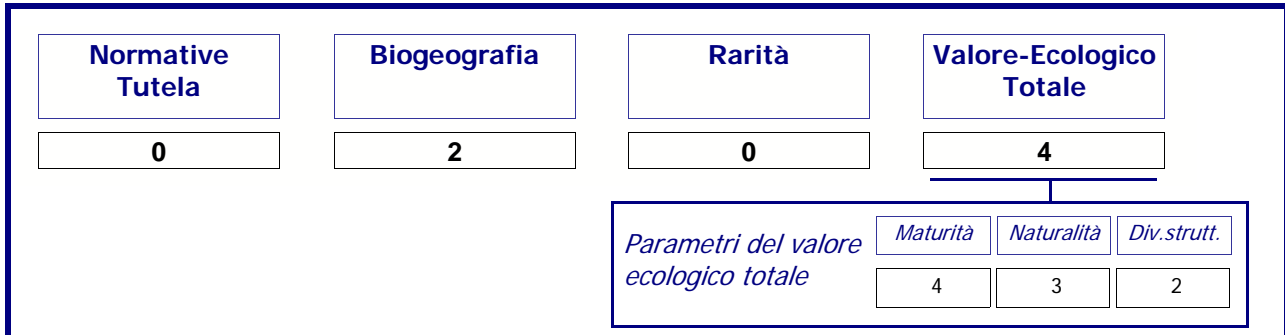 Normative
Tutela
Biogeografia
Rarità
Valore-Ecologico
Totale
0
2
0
4
Parametri del valore
ecologico totale
Maturità
Naturalità
Div.strutt.
4
3
2